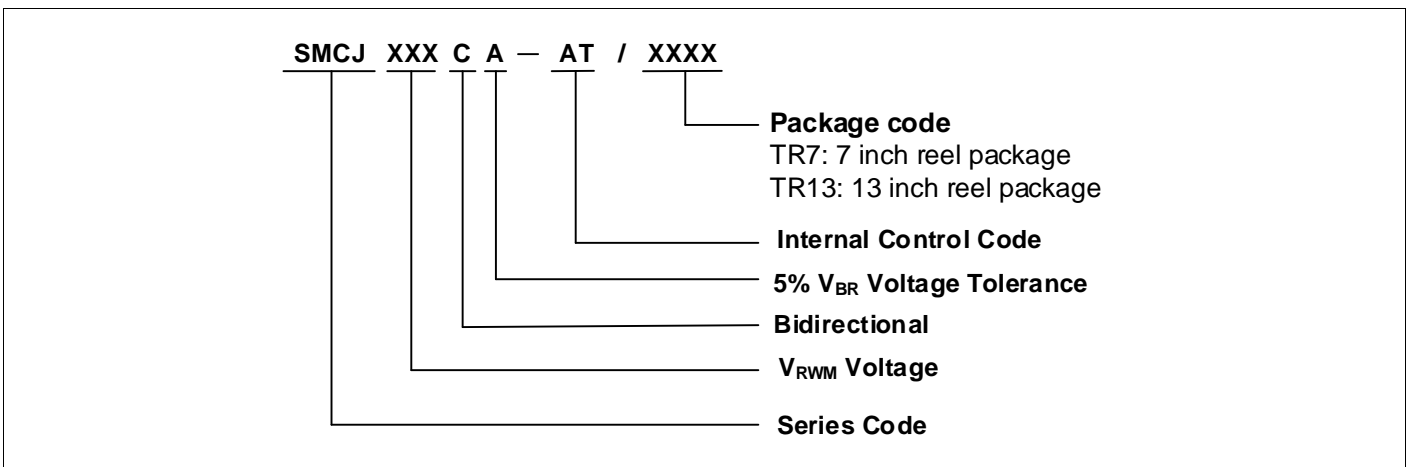 SMCJ XXX C A — AT / XXXX
Package code
TR7: 7 inch reel package
TR13: 13 inch reel package
Internal Control Code
5% VBR Voltage Tolerance
Bidirectional
VRWM Voltage
Series Code